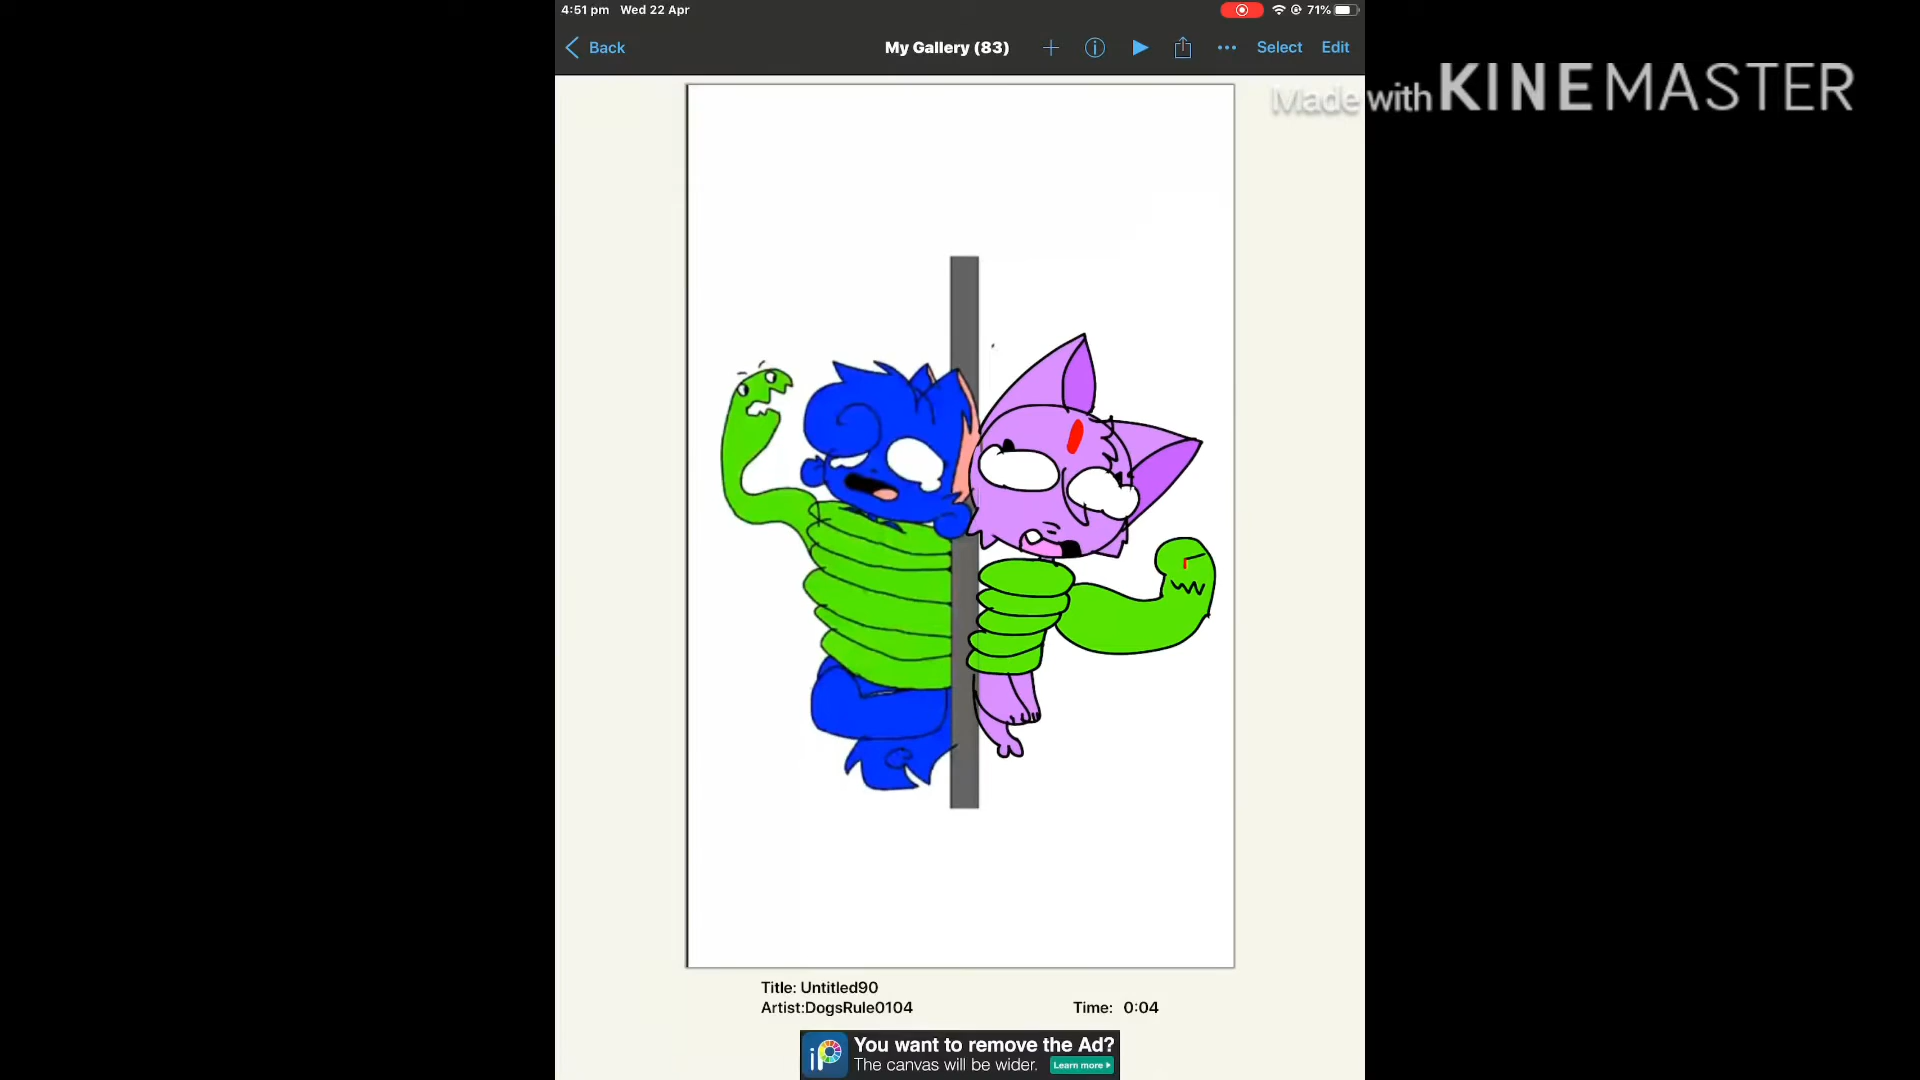 4:51 pm Wed 22 Apr
71%
Back
My Gallery (83)
Select
Edit
Made with KINEMASTER
Title: Untitled90
Artist:DogsRule0104
Time: 0:04
iP
You want to remove the Ad?
The canvas will be wider.
Learn more